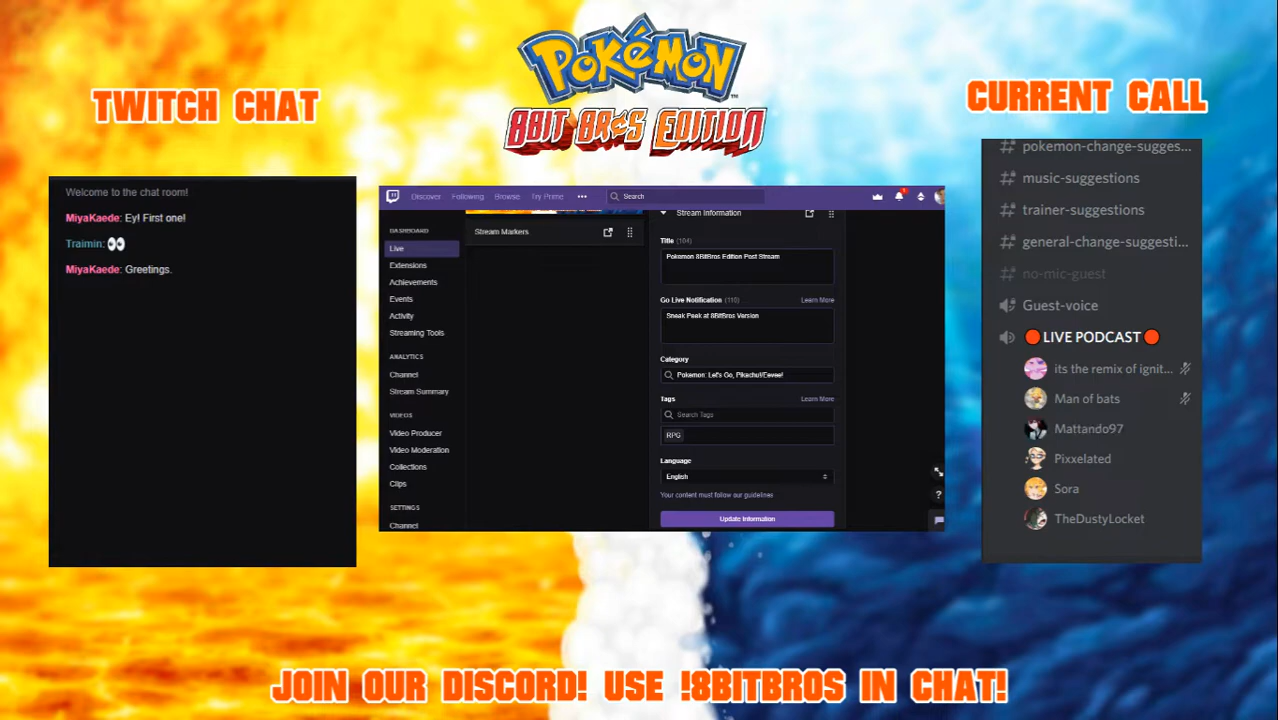 POKéMON
8BIT BROS EDITION
TWITCH CHAT
Welcome to the chat room!
MiyaKaede: Ey! First one!
Traimin: 👀
MiyaKaede: Greetings.
Discover Following Browse Try Prime ••• Search
DASHBOARD
Live
Extensions
Achievements
Events
Activity
Streaming Tools
ANALYTICS
Channel
Stream Summary
VIDEOS
Video Producer
Video Moderation
Collections
Clips
SETTINGS
Channel
Stream Markers
Stream Information
Title (104)
Pokemon 8BitBros Edition Post Stream
Go Live Notification (110) Learn More
Sneak Peek at 8BitBros Version
Category
Pokemon: Let's Go, Pikachu!/Eevee!
Tags Learn More
Search Tags
RPG
Language
English
Your content must follow our guidelines
Update Information
?
CURRENT CALL
# pokemon-change-sugges...
# music-suggestions
# trainer-suggestions
# general-change-suggesti...
# no-mic-guest
Guest-voice
🔴 LIVE PODCAST 🔴
its the remix of ignit...
Man of bats
Mattando97
Pixxelated
Sora
TheDustyLocket
JOIN OUR DISCORD! USE !8BITBROS IN CHAT!